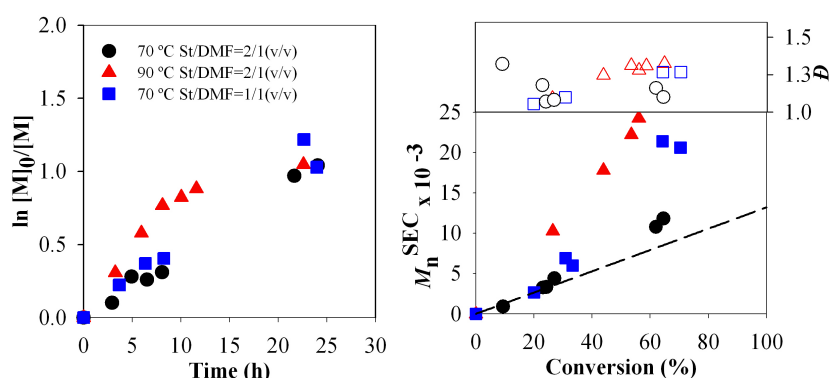 2.0
1.5
1.0
0.5
0.0
ln [M]0/[M]
70 ºC St/DMF=2/1(v/v)
90 ºC St/DMF=2/1(v/v)
70 ºC St/DMF=1/1(v/v)
0 5 10 15 20 25 30
Time (h)
1.5
1.3
1.0
Đ
25
20
15
10
5
0
Mn SEC x 10 -3
0 20 40 60 80 100
Conversion (%)